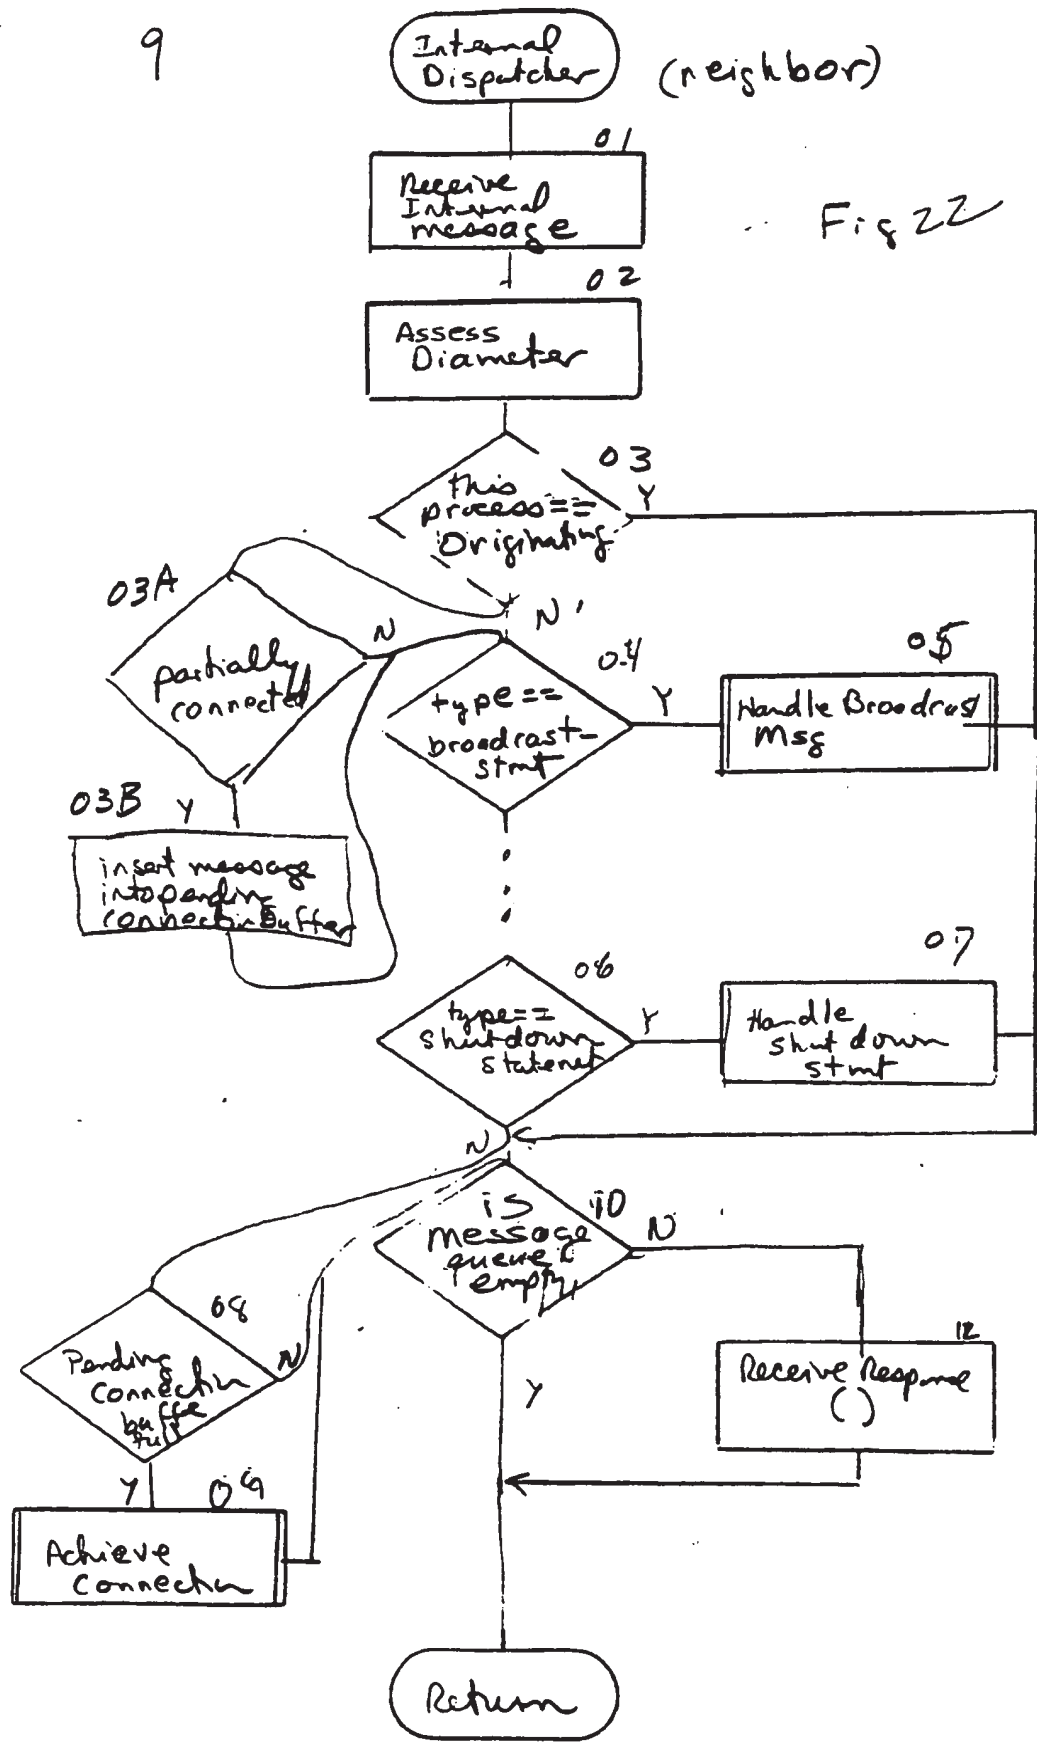 9
Internal
Dispatcher
(neighbor)
01
Receive
Internal
message
Fig 22
02
Assess
Diameter
03
this
process ==
Originating
Y
N
03A
partially
connected
N
Y
04
type ==
broadcast-
stmt
Y
05
Handle Broadcast
Msg
03B
insert message
into pending
connection Buffer
06
type ==
Shutdown
Statement
Y
N
07
Handle
shut down
stmt
08
Pending
connection
buffer
full
N
Y
09
Achieve
Connection
10
is
message
queue
empty
N
Y
12
Receive Response
()
Return